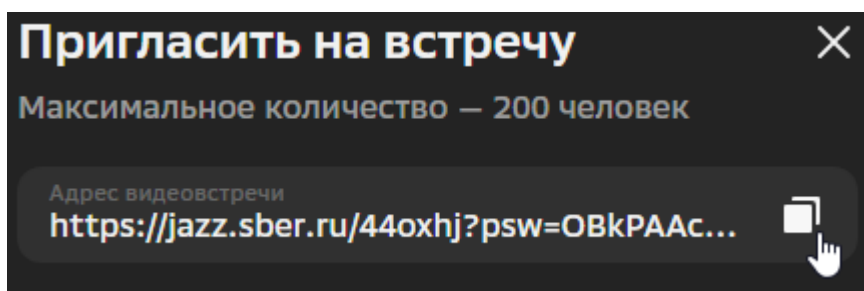 Пригласить на встречу
Максимальное количество — 200 человек
Адрес видеовстречи
https://jazz.sber.ru/44oxhj?psw=OBkPAAc...